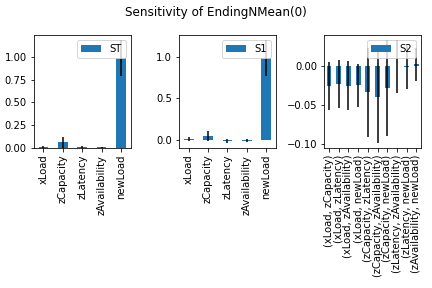 Sensitivity of EndingNMean(0)
ST
1.00
0.75
0.50
0.25
0.00
xLoad
zCapacity
zLatency
zAvailability
newLoad
S1
1.0
0.5
0.0
xLoad
zCapacity
zLatency
zAvailability
newLoad
S2
0.00
−0.05
−0.10
(xLoad, zCapacity)
(xLoad, zLatency)
(xLoad, zAvailability)
(xLoad, newLoad)
(zCapacity, zLatency)
(zCapacity, zAvailability)
(zCapacity, newLoad)
(zLatency, zAvailability)
(zLatency, newLoad)
(zAvailability, newLoad)